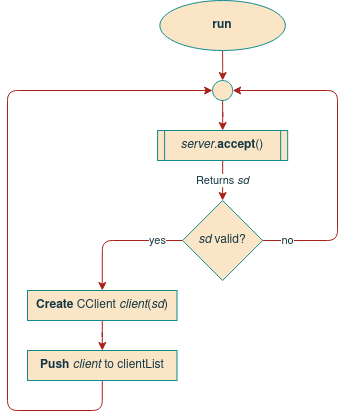 run
server.accept()
Returns sd
sd valid?
yes
no
Create CClient client(sd)
Push client to clientList